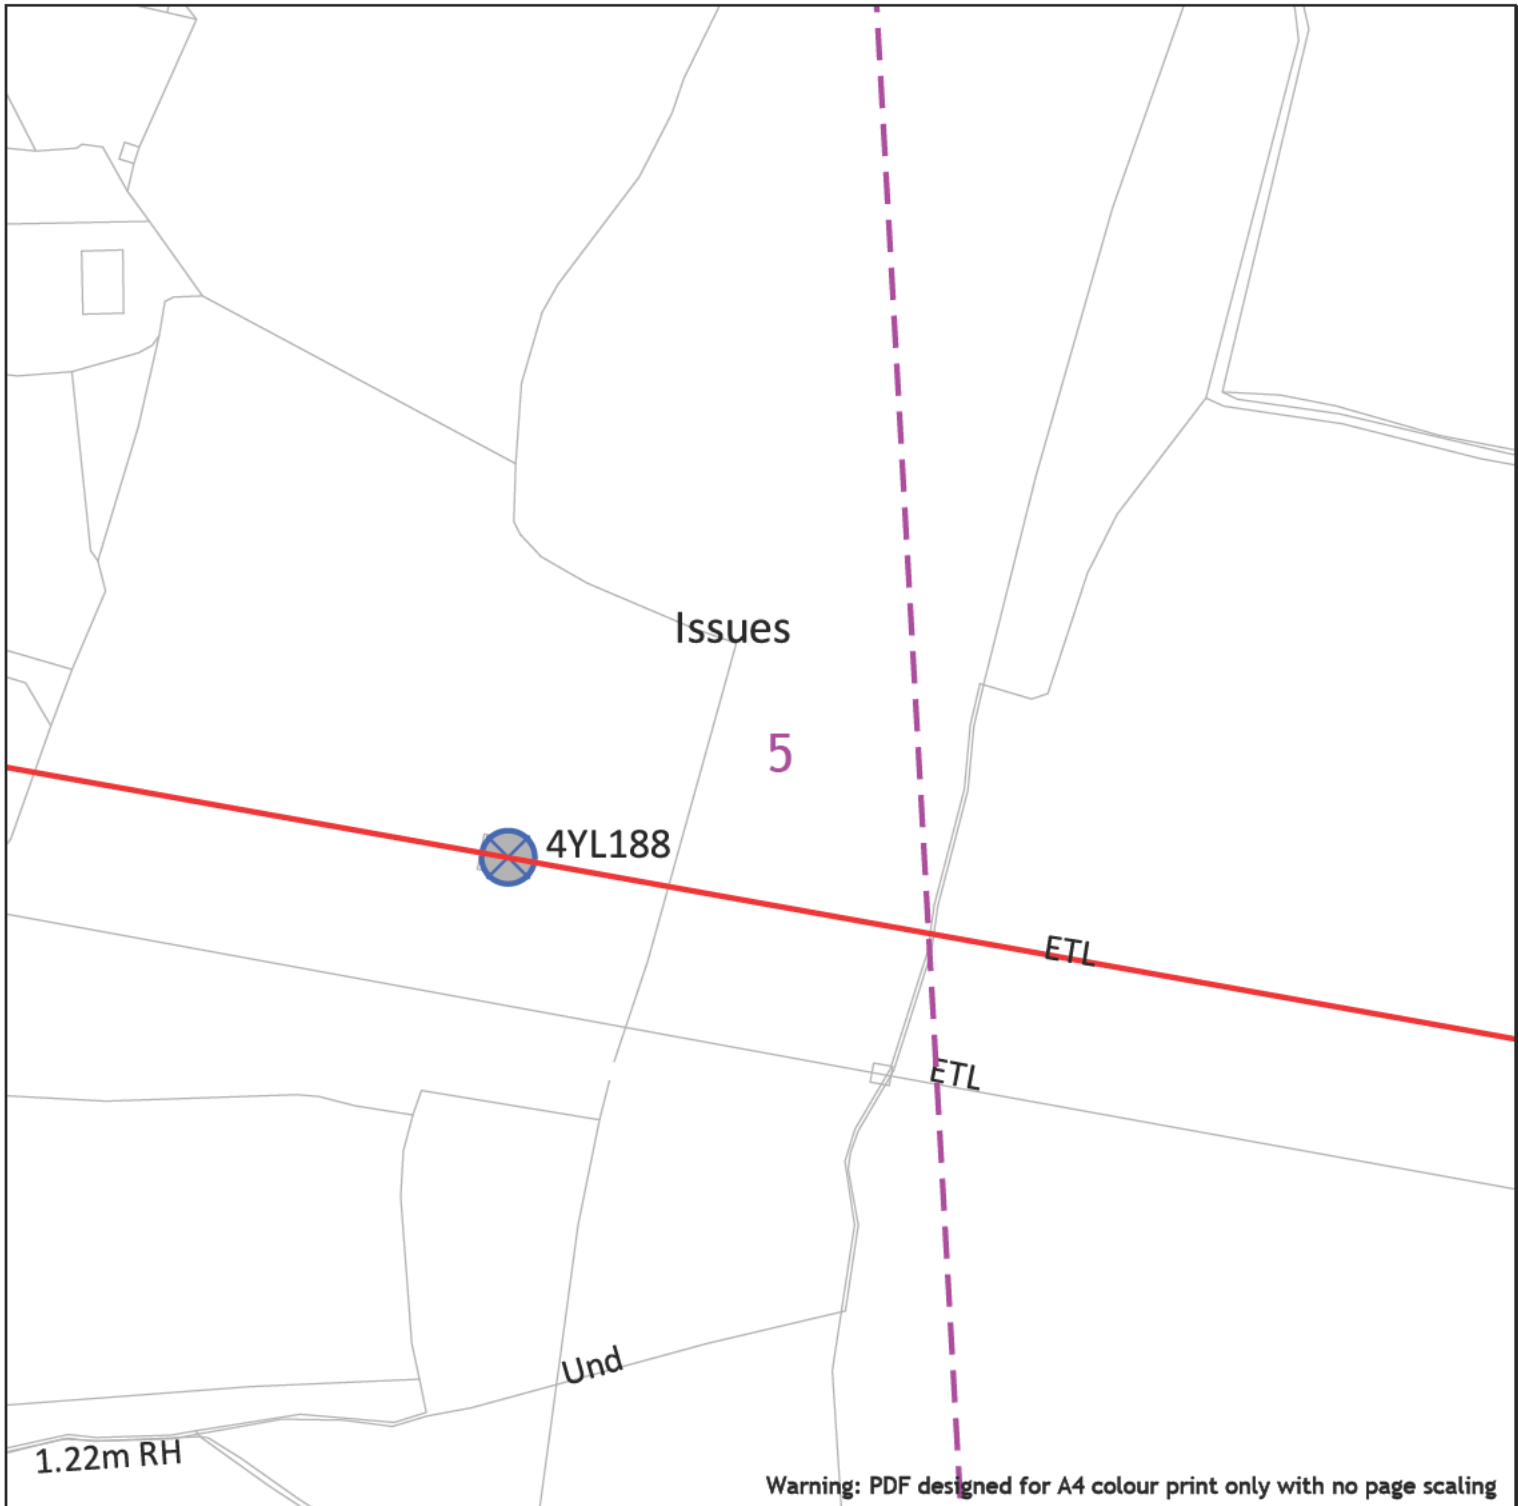 Issues
5
4YL188
ETL
ETL
Und
1.22m RH
Warning: PDF designed for A4 colour print only with no page scaling